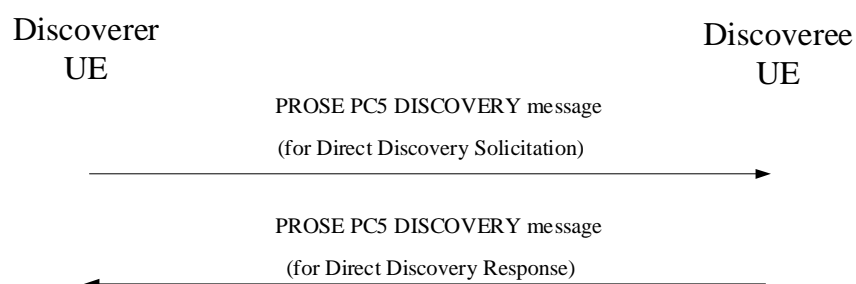 Discoverer
UE
Discoveree
UE
PROSE PC5 DISCOVERY message
(for Direct Discovery Solicitation)
PROSE PC5 DISCOVERY message
(for Direct Discovery Response)